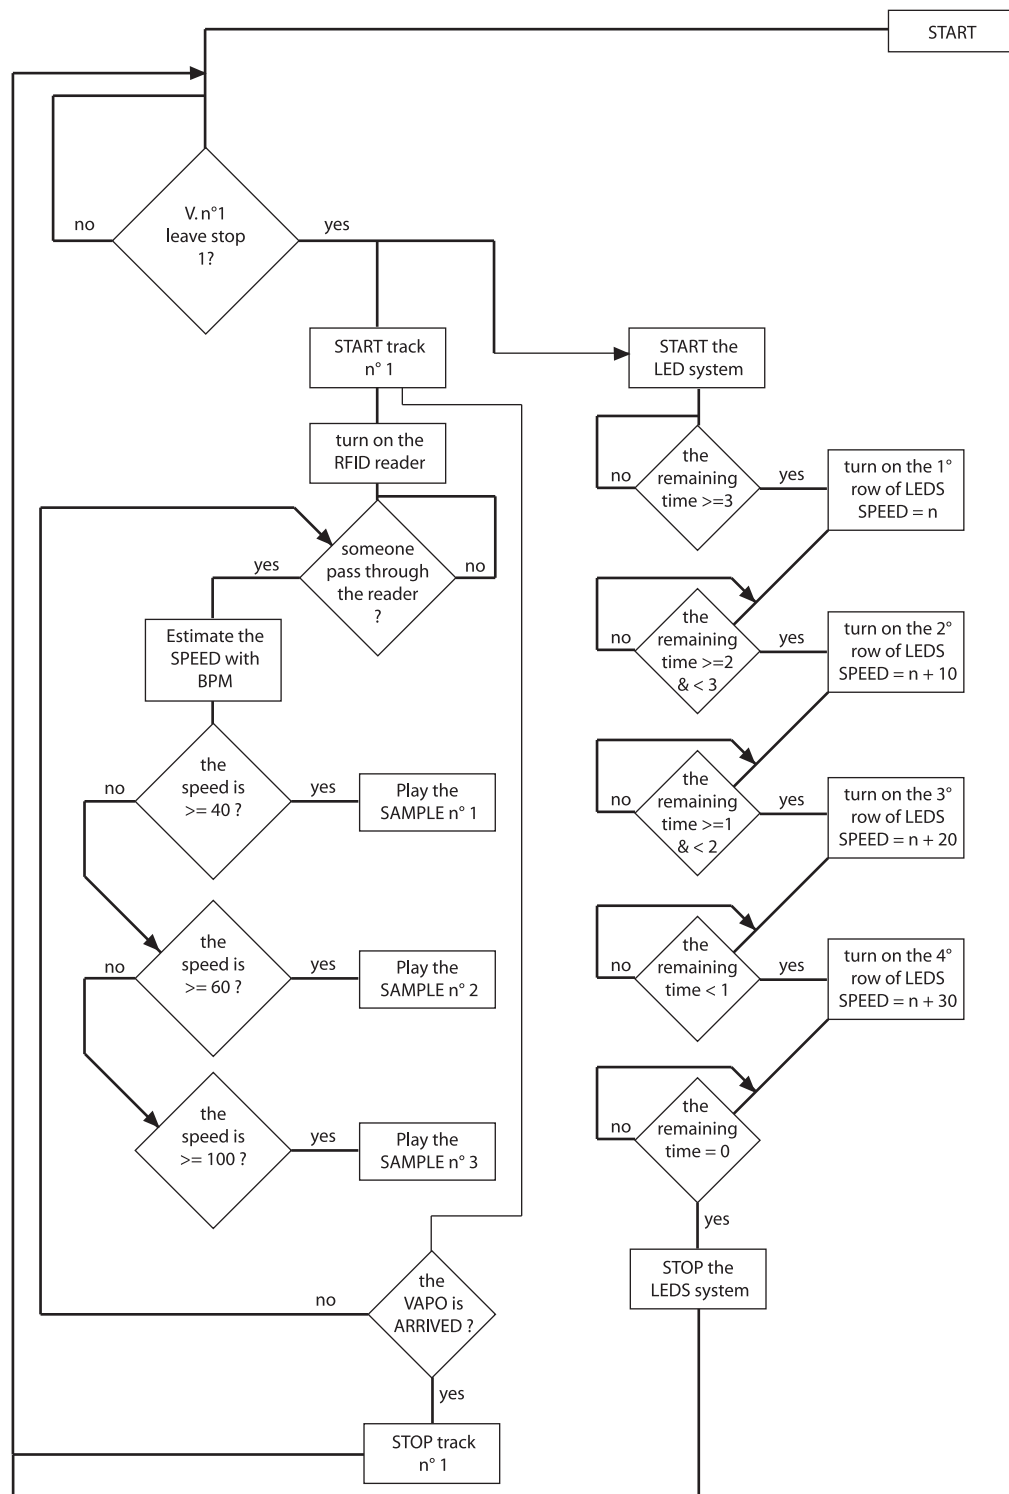 START
V. n°1
leave stop
1?
no
yes
START track
n° 1
turn on the
RFID reader
someone
pass through
the reader
?
yes
no
Estimate the
SPEED with
BPM
the
speed is
>= 40 ?
no
yes
Play the
SAMPLE n° 1
the
speed is
>= 60 ?
no
yes
Play the
SAMPLE n° 2
the
speed is
>= 100 ?
yes
Play the
SAMPLE n° 3
the
VAPO is
ARRIVED ?
no
yes
STOP track
n° 1
START the
LED system
the
remaining
time >=3
no
yes
turn on the 1°
row of LEDS
SPEED = n
the
remaining
time >=2
& < 3
no
yes
turn on the 2°
row of LEDS
SPEED = n + 10
the
remaining
time >=1
& < 2
no
yes
turn on the 3°
row of LEDS
SPEED = n + 20
the
remaining
time < 1
no
yes
turn on the 4°
row of LEDS
SPEED = n + 30
the
remaining
time = 0
no
yes
STOP the
LEDS system